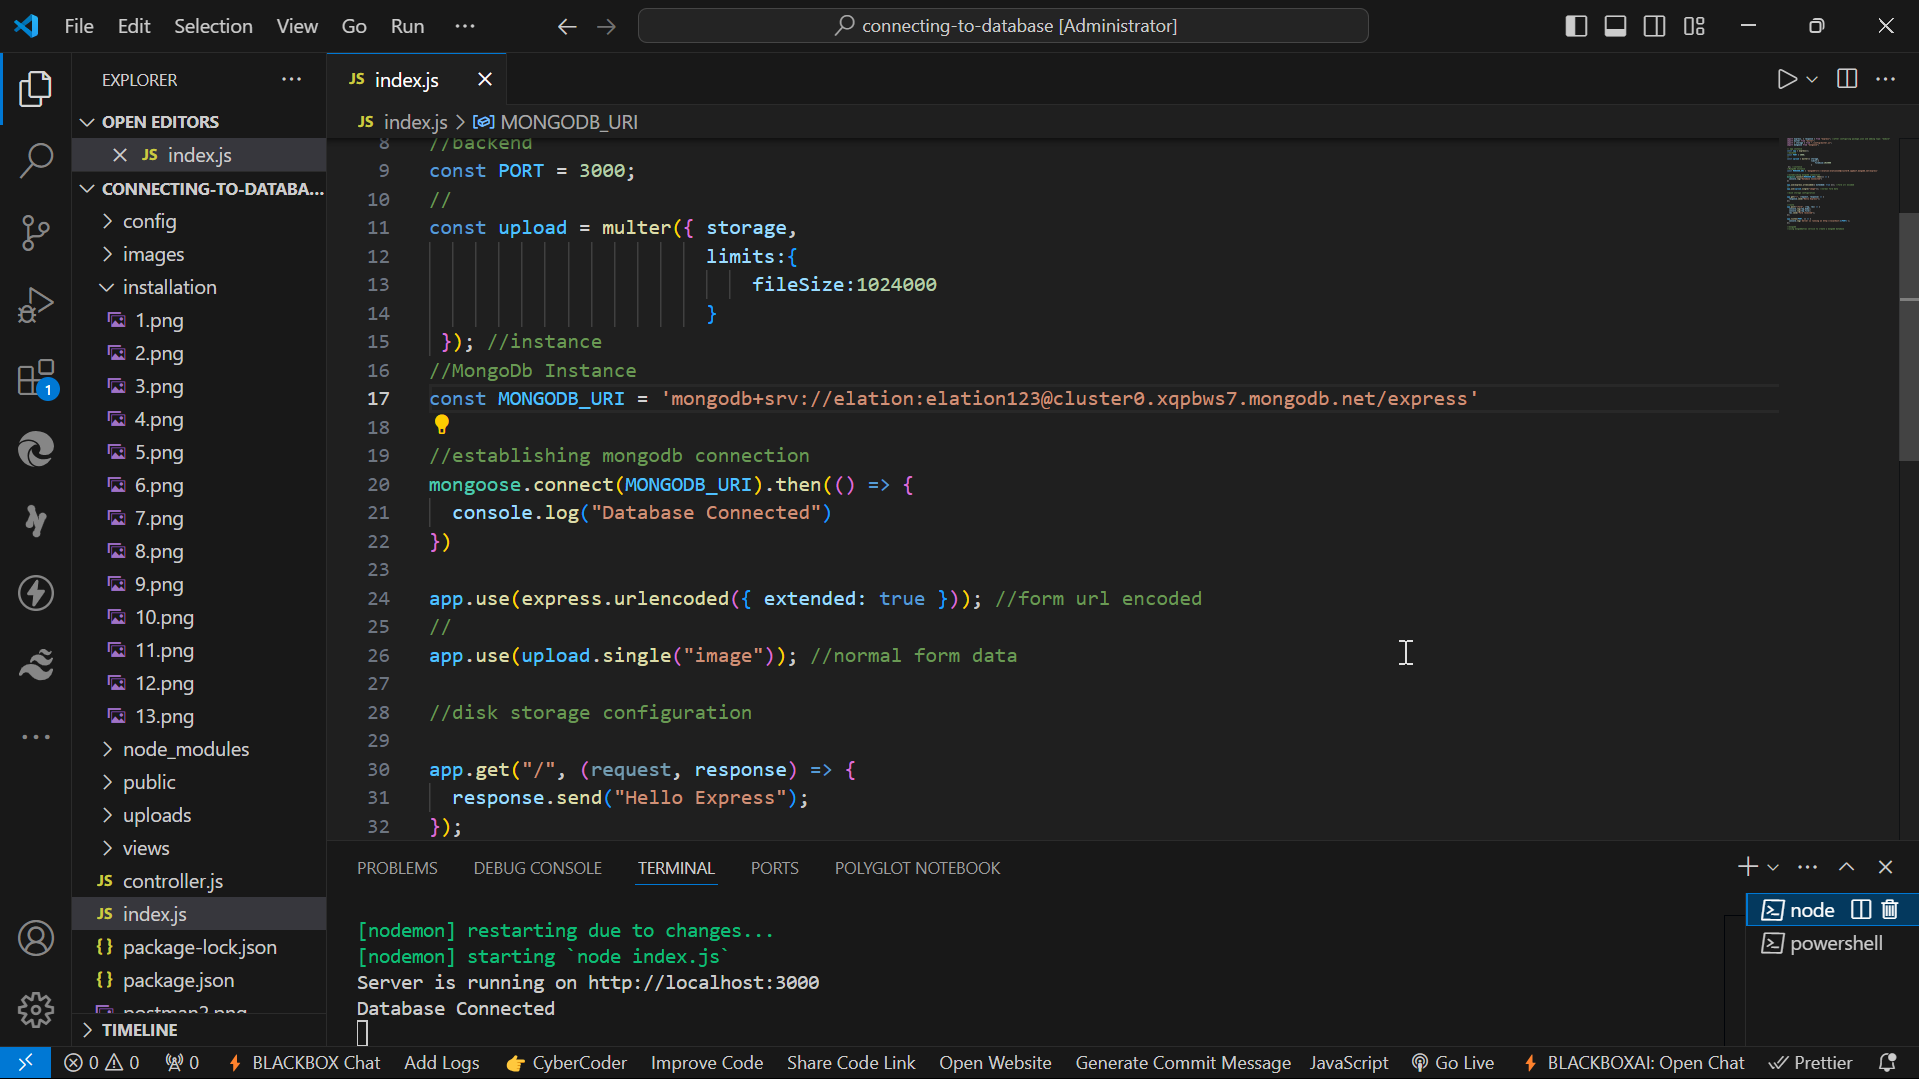 File Edit Selection View Go Run ···
connecting-to-database [Administrator]
EXPLORER
OPEN EDITORS
JS index.js
CONNECTING-TO-DATABA...
config
images
installation
1.png
2.png
3.png
4.png
5.png
6.png
7.png
8.png
9.png
10.png
11.png
12.png
13.png
node_modules
public
uploads
views
JS controller.js
JS index.js
{} package-lock.json
{} package.json
postman2.png
TIMELINE
1
JS index.js
JS index.js > MONGODB_URI
8 //backend
9 const PORT = 3000;
10 //
11 const upload = multer({ storage,
12 limits:{
13 fileSize:1024000
14 }
15 }); //instance
16 //MongoDb Instance
17 const MONGODB_URI = 'mongodb+srv://elation:elation123@cluster0.xqpbws7.mongodb.net/express'
18
19 //establishing mongodb connection
20 mongoose.connect(MONGODB_URI).then(() => {
21 console.log("Database Connected")
22 })
23
24 app.use(express.urlencoded({ extended: true })); //form url encoded
25 //
26 app.use(upload.single("image")); //normal form data
27
28 //disk storage configuration
29
30 app.get("/", (request, response) => {
31 response.send("Hello Express");
32 });
PROBLEMS DEBUG CONSOLE TERMINAL PORTS POLYGLOT NOTEBOOK
[nodemon] restarting due to changes...
[nodemon] starting `node index.js`
Server is running on http://localhost:3000
Database Connected
node
powershell
0 0 0 BLACKBOX Chat Add Logs CyberCoder Improve Code Share Code Link Open Website Generate Commit Message JavaScript Go Live BLACKBOXAI: Open Chat Prettier